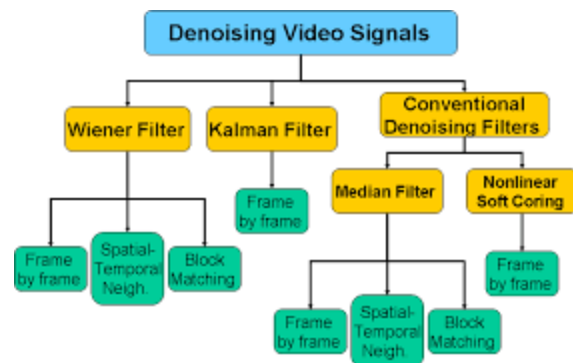 Denoising Video Signals
Wiener Filter
Kalman Filter
Conventional
Denoising Filters
Frame
by frame
Median Filter
Nonlinear
Soft Coring
Frame
by frame
Spatial-
Temporal
Neigh.
Block
Matching
Frame
by frame
Frame
by frame
Spatial-
Temporal
Neigh.
Block
Matching